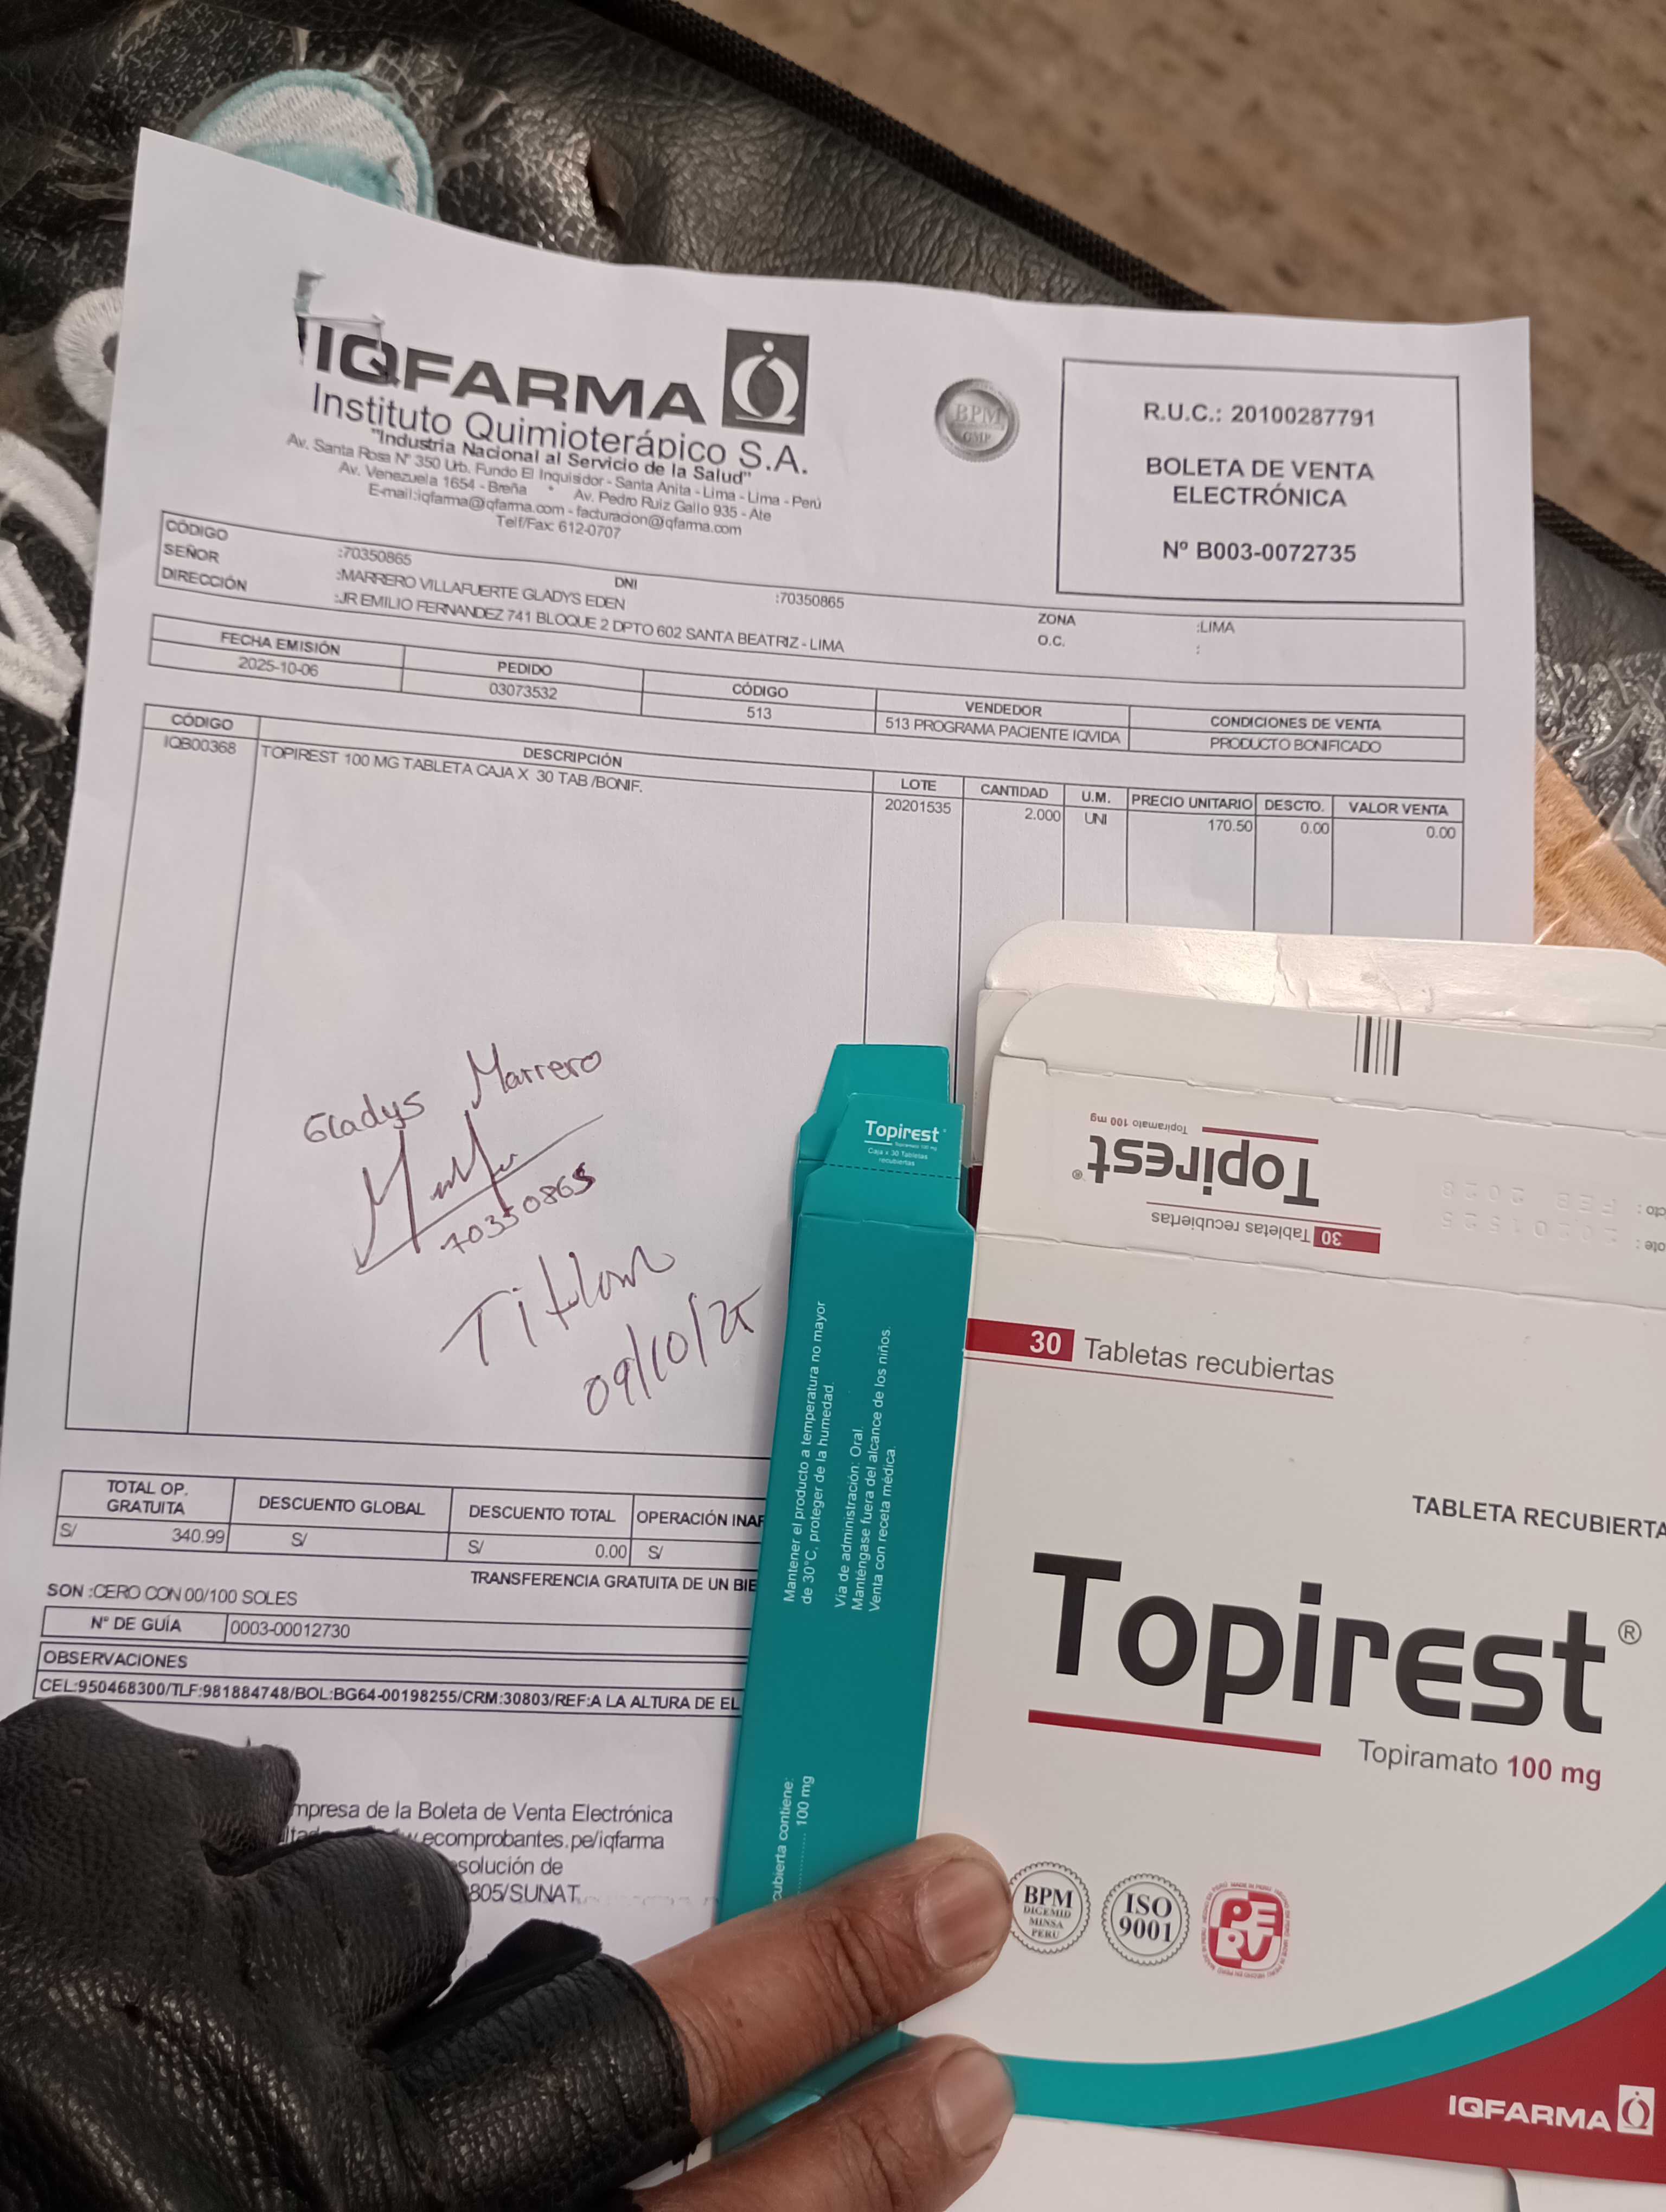 IQFARMA
Instituto Quimioterápico S.A.
"Industria Nacional al Servicio de la Salud"
Av. Santa Rosa N° 350 Urb. Fundo El Inquisidor - Santa Anita - Lima - Lima - Perú
Av. Venezuela 1654 - Breña * Av. Pedro Ruiz Gallo 935 - Ate
E-mail:iqfarma@iqfarma.com - facturacion@iqfarma.com
Telf/Fax: 612-0707
BPM
GMP
R.U.C.: 20100287791
BOLETA DE VENTA
ELECTRÓNICA
Nº B003-0072735
CÓDIGO :70350865 DNI :70350865 ZONA :LIMA
SEÑOR :MARRERO VILLAFUERTE GLADYS EDEN O.C. :
DIRECCIÓN :JR EMILIO FERNANDEZ 741 BLOQUE 2 DPTO 602 SANTA BEATRIZ - LIMA
FECHA EMISIÓN PEDIDO CÓDIGO VENDEDOR CONDICIONES DE VENTA
2025-10-06 03073532 513 513 PROGRAMA PACIENTE IQVIDA PRODUCTO BONIFICADO
CÓDIGO DESCRIPCIÓN LOTE CANTIDAD U.M. PRECIO UNITARIO DESCTO. VALOR VENTA
IQB00368 TOPIREST 100 MG TABLETA CAJA X 30 TAB /BONIF. 20201535 2.000 UNI 170.50 0.00 0.00
Gladys Marrero
70350865
09/10/25
TOTAL OP. GRATUITA DESCUENTO GLOBAL DESCUENTO TOTAL OPERACIÓN INAF
S/ 340.99 S/ S/ 0.00 S/
TRANSFERENCIA GRATUITA DE UN BIE
SON :CERO CON 00/100 SOLES
N° DE GUÍA 0003-00012730
OBSERVACIONES
CEL:950468300/TLF:981884748/BOL:BG64-00198255/CRM:30803/REF:A LA ALTURA DE EL
mpresa de la Boleta de Venta Electrónica
ecomprobantes.pe/iqfarma
solución de
805/SUNAT
Topirest
Topiramato 100 mg
Caja x 30 Tabletas
recubiertas
Mantener el producto a temperatura no mayor
de 30°C, proteger de la humedad.
Vía de administración: Oral.
Manténgase fuera del alcance de los niños.
Venta con receta médica.
cubierta contiene:
100 mg
Topirest®
Topiramato 100 mg
30 Tabletas recubiertas
30 Tabletas recubiertas
TABLETA RECUBIERTA
Topirest®
Topiramato 100 mg
BPM
DIGEMID
MINSA
PERU
ISO
9001
PERU
IQFARMA